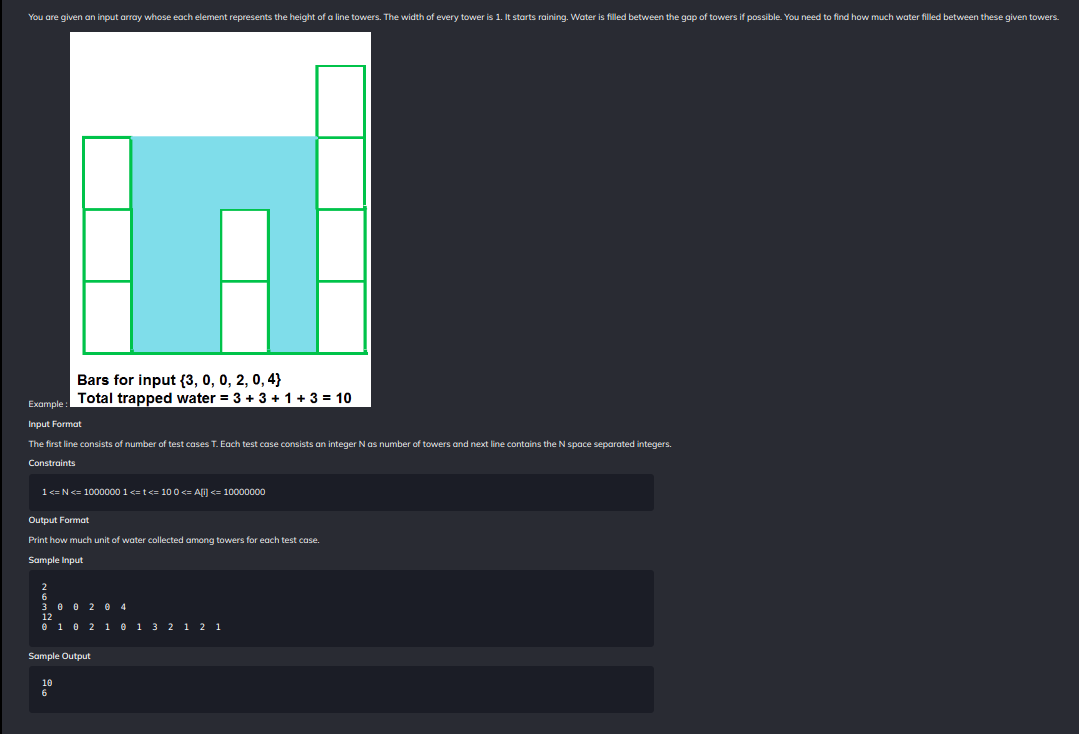 You are given an input array whose each element represents the height of a line towers. The width of every tower is 1. It starts raining. Water is filled between the gap of towers if possible. You need to find how much water filled between these given towers.
Bars for input {3, 0, 0, 2, 0, 4}
Total trapped water = 3 + 3 + 1 + 3 = 10
Example :
Input Format
The first line consists of number of test cases T. Each test case consists an integer N as number of towers and next line contains the N space separated integers.
Constraints
1 <= N <= 1000000 1 <= t <= 10 0 <= A[i] <= 10000000
Output Format
Print how much unit of water collected among towers for each test case.
Sample Input
2
6
3 0 0 2 0 4
12
0 1 0 2 1 0 1 3 2 1 2 1
Sample Output
10
6